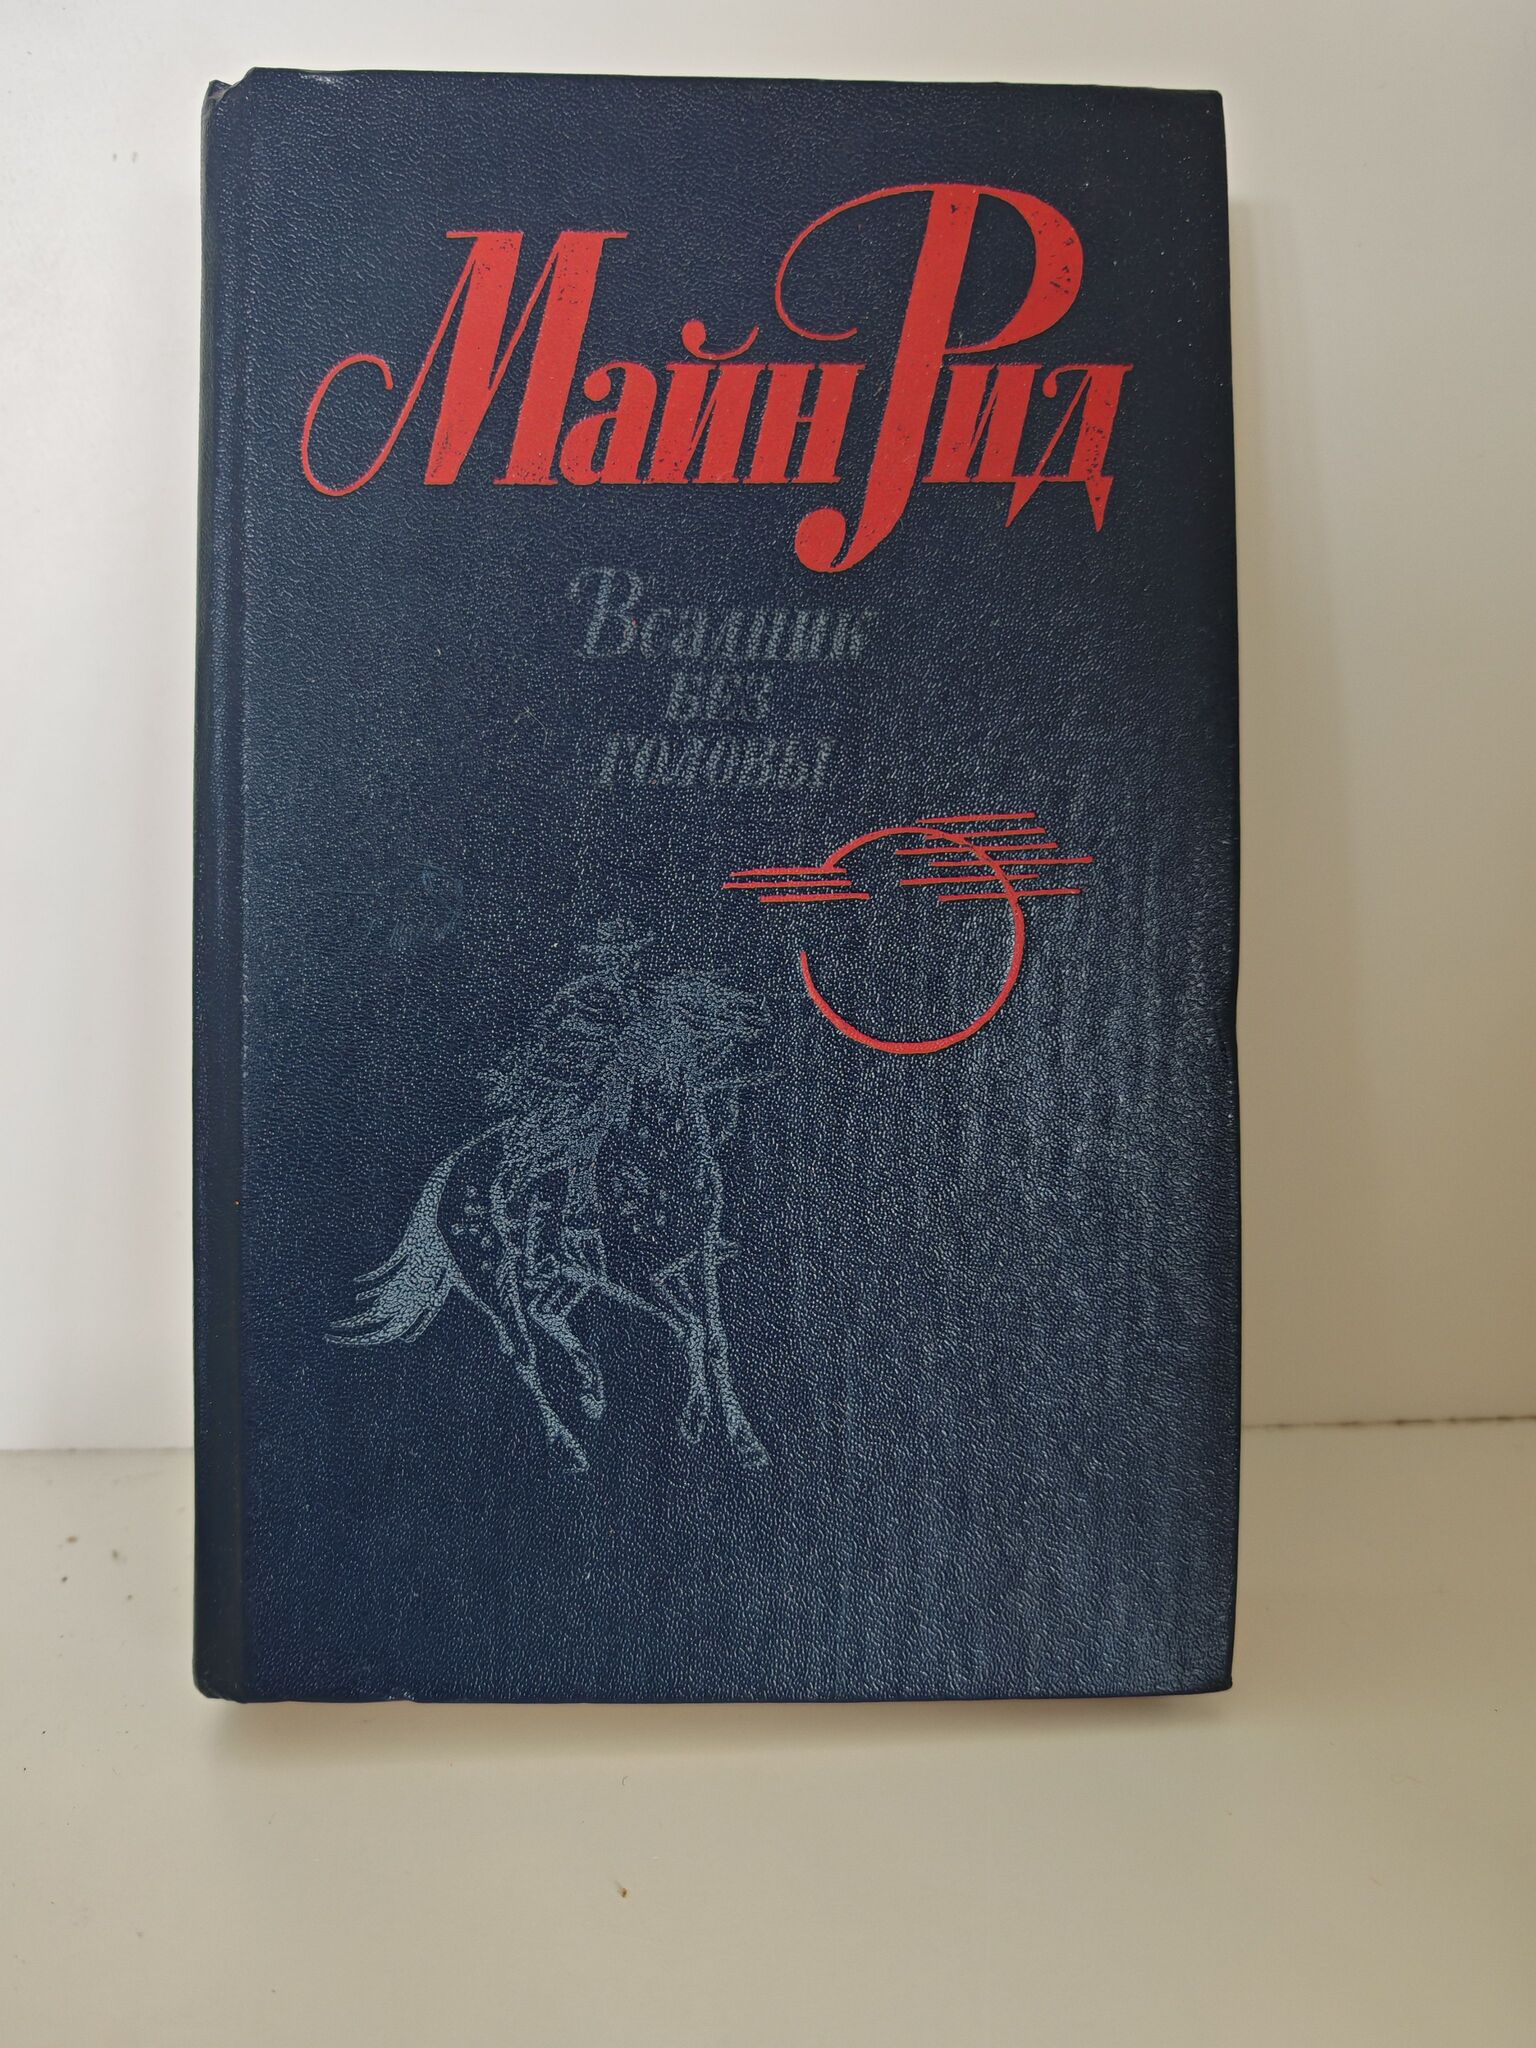 Майн Рид
Всадник
без
головы